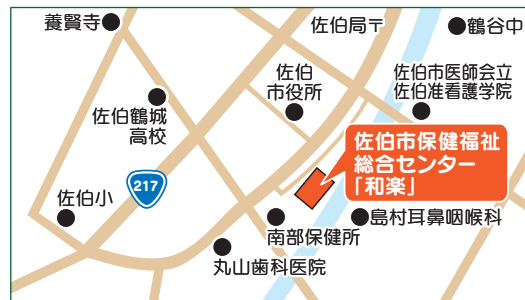 養賢寺
佐伯局〒
鶴谷中
佐伯
市役所
佐伯市医師会立
佐伯准看護学院
佐伯鶴城
高校
佐伯市保健福祉
総合センター
「和楽」
217
佐伯小
島村耳鼻咽喉科
南部保健所
丸山歯科医院